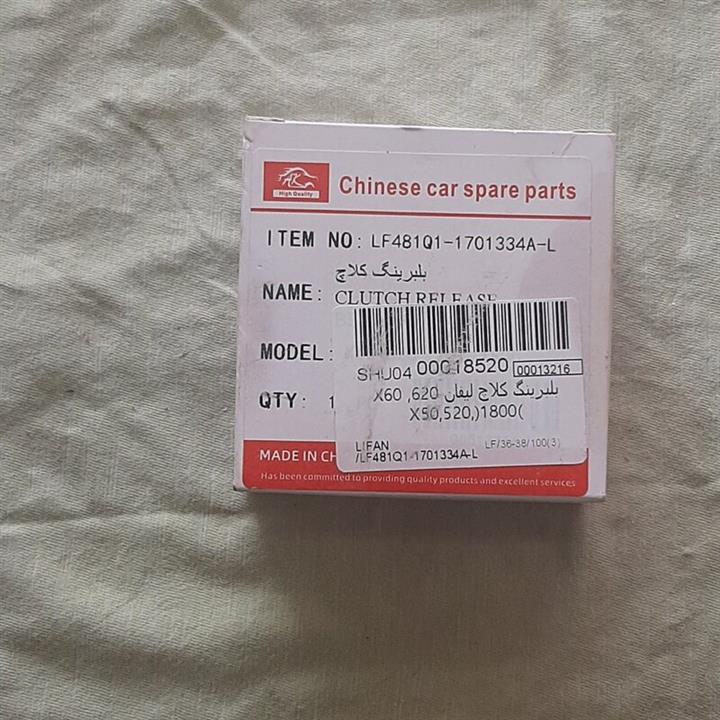 AK
High Quality
Chinese car spare parts
ITEM NO: LF481Q1-1701334A-L
بلبرینگ کلاچ
NAME: CLUTCH RELEASE
MODEL:
SHU04 00018520 00013216
بلبرینگ کلاچ لیفان 620, X60
X50,520,)1800(
QTY: 1
LIFAN LF/36-38/100(3)
/LF481Q1-1701334A-L
MADE IN CH
Has been committed to providing quality products and excellent services